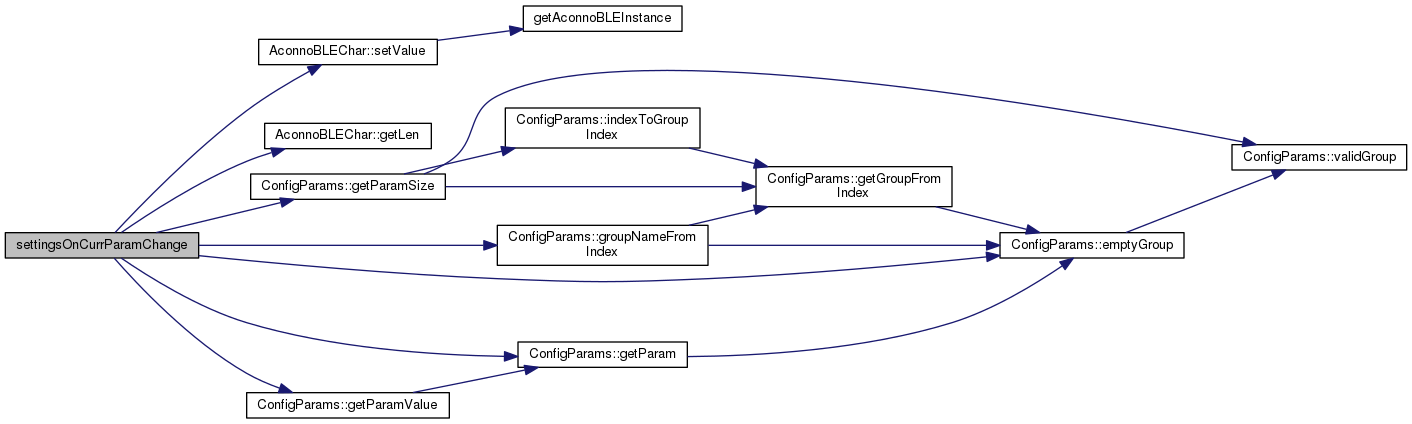 getAconnoBLEInstance
AconnoBLEChar::setValue
ConfigParams::indexToGroup
Index
AconnoBLEChar::getLen
ConfigParams::validGroup
ConfigParams::getParamSize
ConfigParams::getGroupFrom
Index
settingsOnCurrParamChange
ConfigParams::groupNameFrom
Index
ConfigParams::emptyGroup
ConfigParams::getParam
ConfigParams::getParamValue